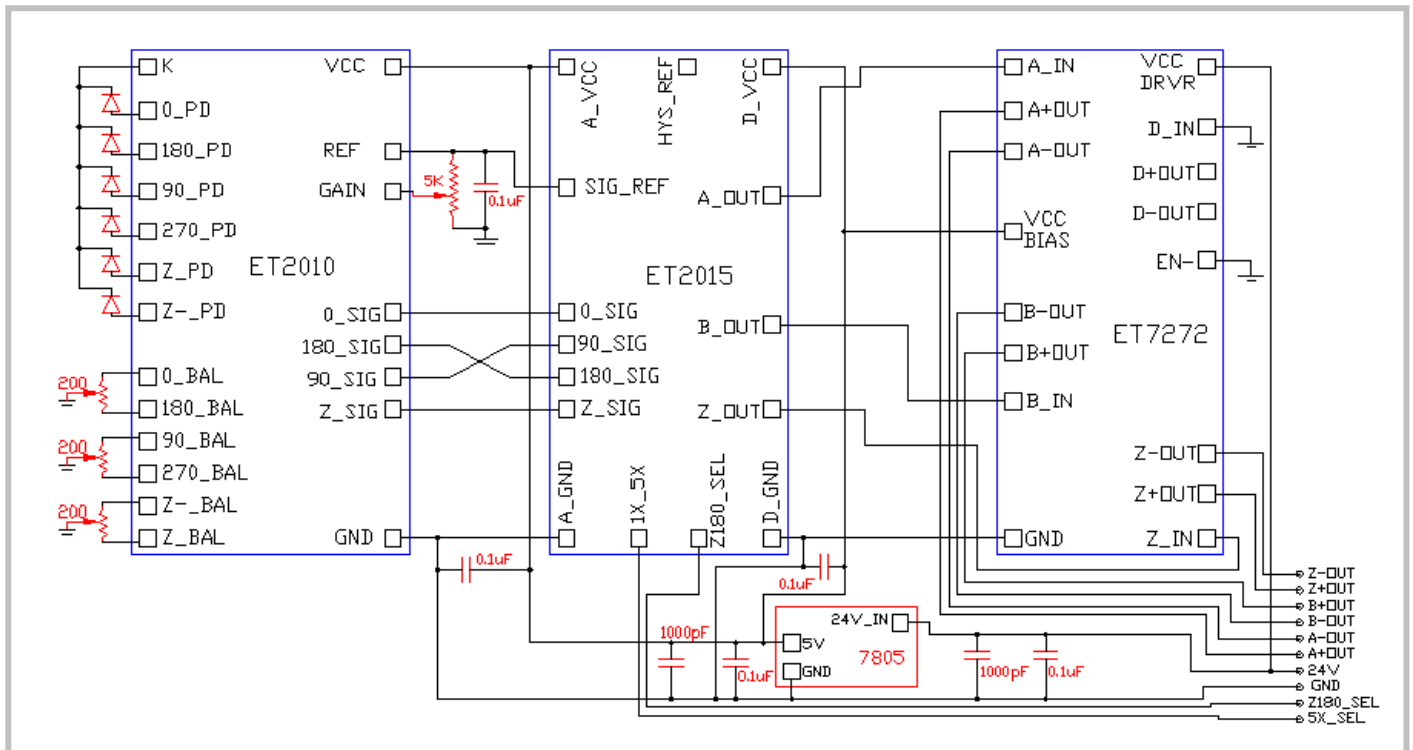 K
0_PD
180_PD
90_PD
270_PD
Z_PD
Z-_PD
0_BAL
180_BAL
90_BAL
270_BAL
Z-_BAL
Z_BAL
200
200
200
VCC
REF
GAIN
ET2010
0_SIG
180_SIG
90_SIG
Z_SIG
GND
5K
0.1uF
A_VCC
HYS_REF
D_VCC
SIG_REF
A_OUT
ET2015
0_SIG
90_SIG
180_SIG
Z_SIG
B_OUT
Z_OUT
A_GND
1X_5X
Z180_SEL
D_GND
0.1uF
0.1uF
1000pF
0.1uF
24V_IN
5V
7805
GND
1000pF
0.1uF
A_IN
A+OUT
A-OUT
VCC
BIAS
B-OUT
B+OUT
B_IN
GND
VCC
DRVR
D_IN
D+OUT
D-OUT
EN-
ET7272
Z-OUT
Z+OUT
Z_IN
Z-OUT
Z+OUT
B+OUT
B-OUT
A-OUT
A+OUT
24V
GND
Z180_SEL
5X_SEL